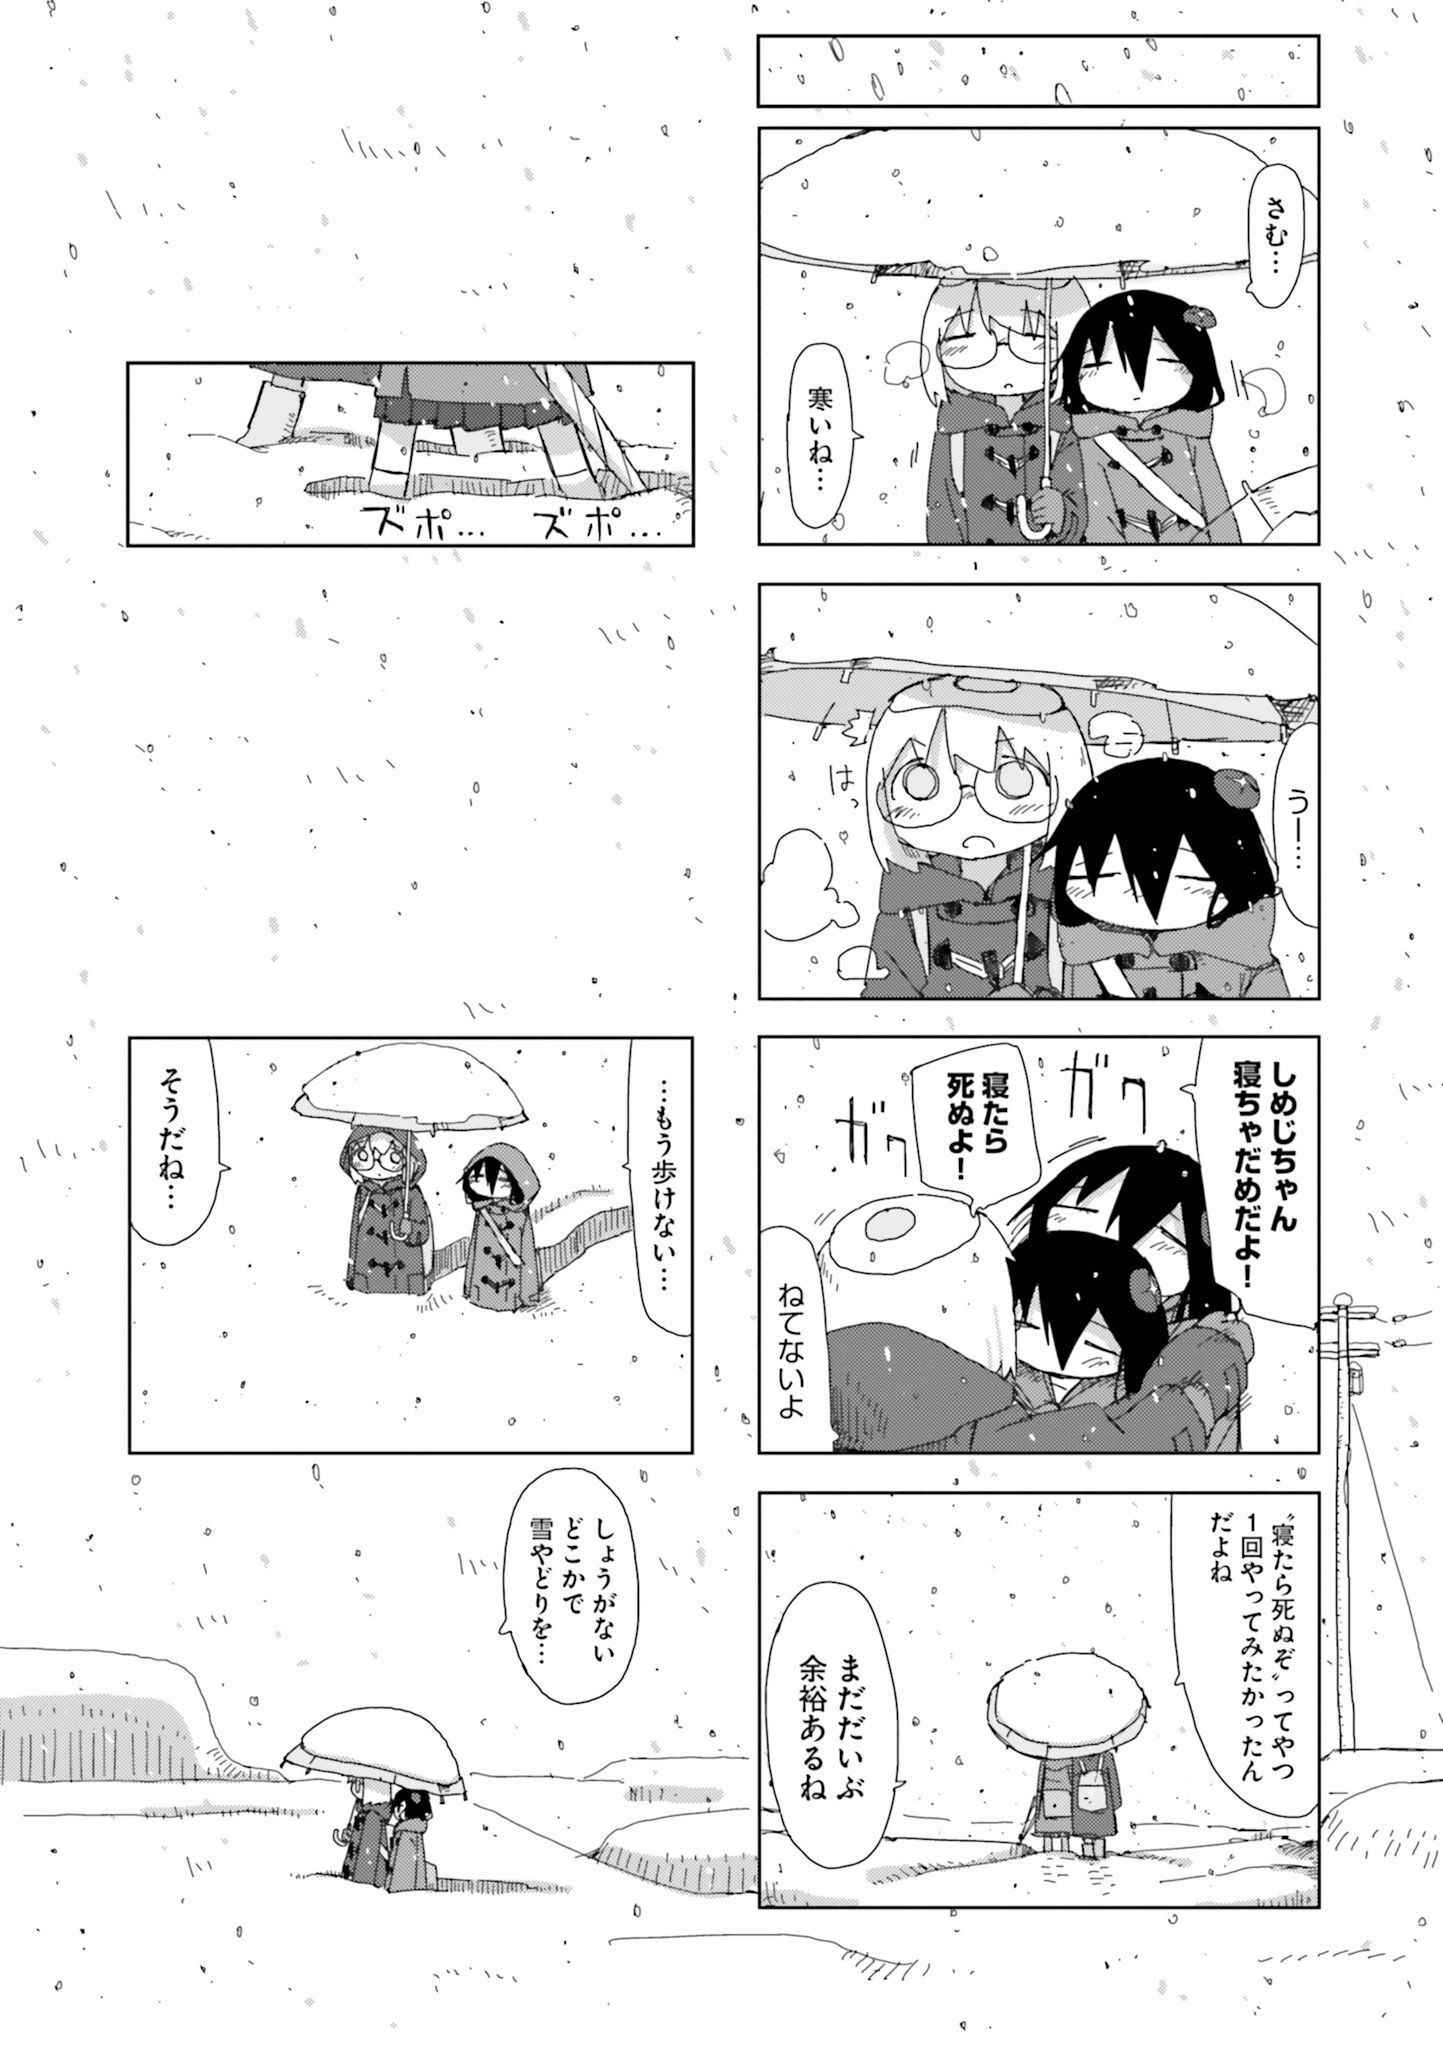 さむ…
寒いね…
うー…
はっ
しめじちゃん
寝ちゃだめだよ！
ガク
ガク
寝たら
死ぬよ！
ねてないよ
〝寝たら死ぬぞ〟ってやつ
1回やってみたかったん
だよね
まだだいぶ
余裕あるね
ズポ…
ズポ…
…もう歩けない…
そうだね…
しょうがない
どこかで
雪やどりを…